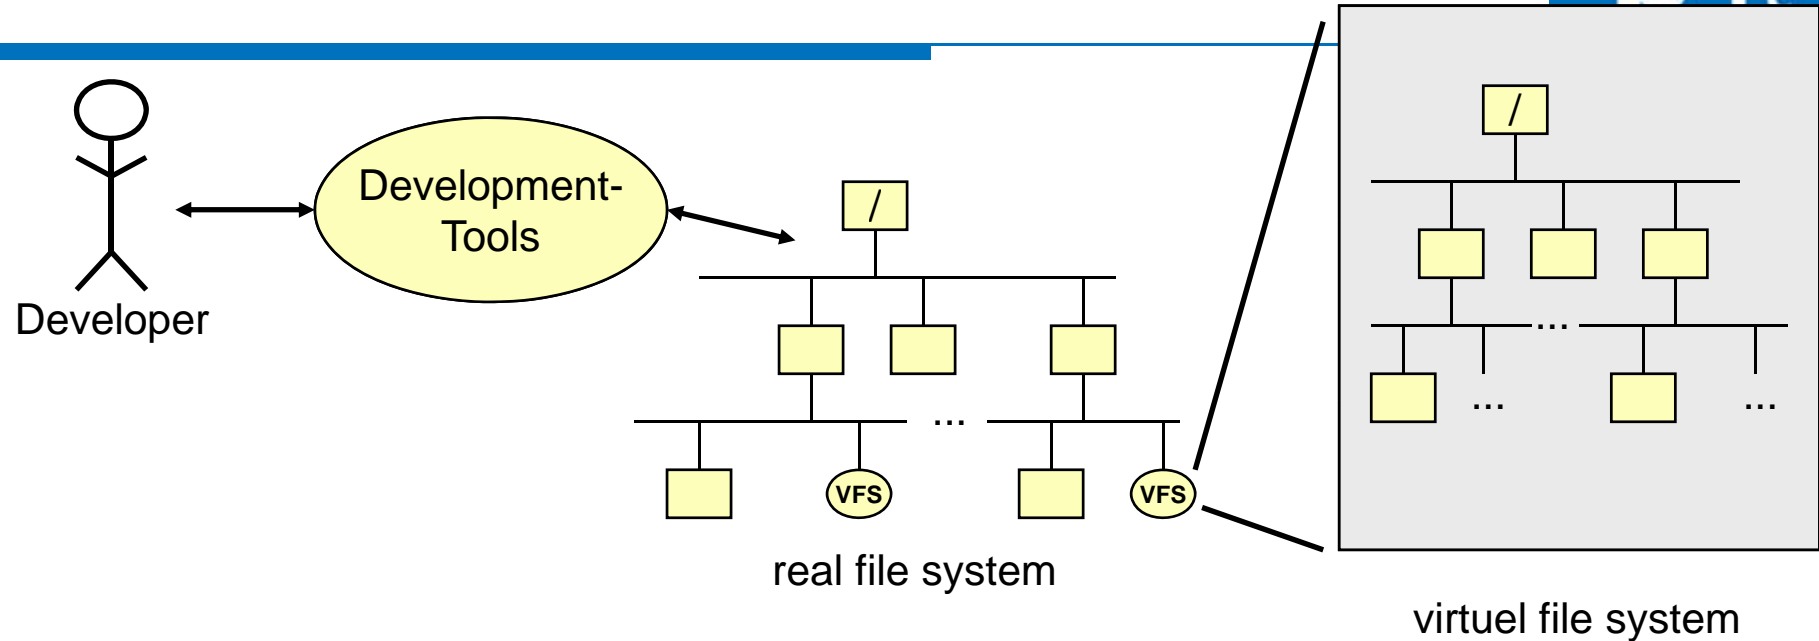 /
Development-
Tools
/
Developer
...
...
...
...
VFS
VFS
real file system
virtuel file system